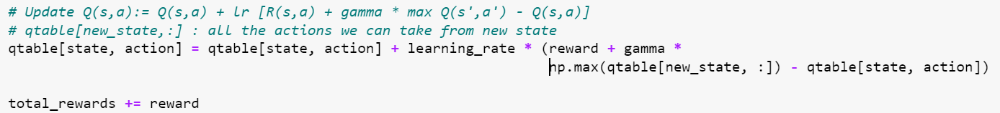 # Update Q(s,a):= Q(s,a) + lr [R(s,a) + gamma * max Q(s',a') - Q(s,a)]
# qtable[new_state,:] : all the actions we can take from new state
qtable[state, action] = qtable[state, action] + learning_rate * (reward + gamma *
np.max(qtable[new_state, :]) - qtable[state, action])
total_rewards += reward